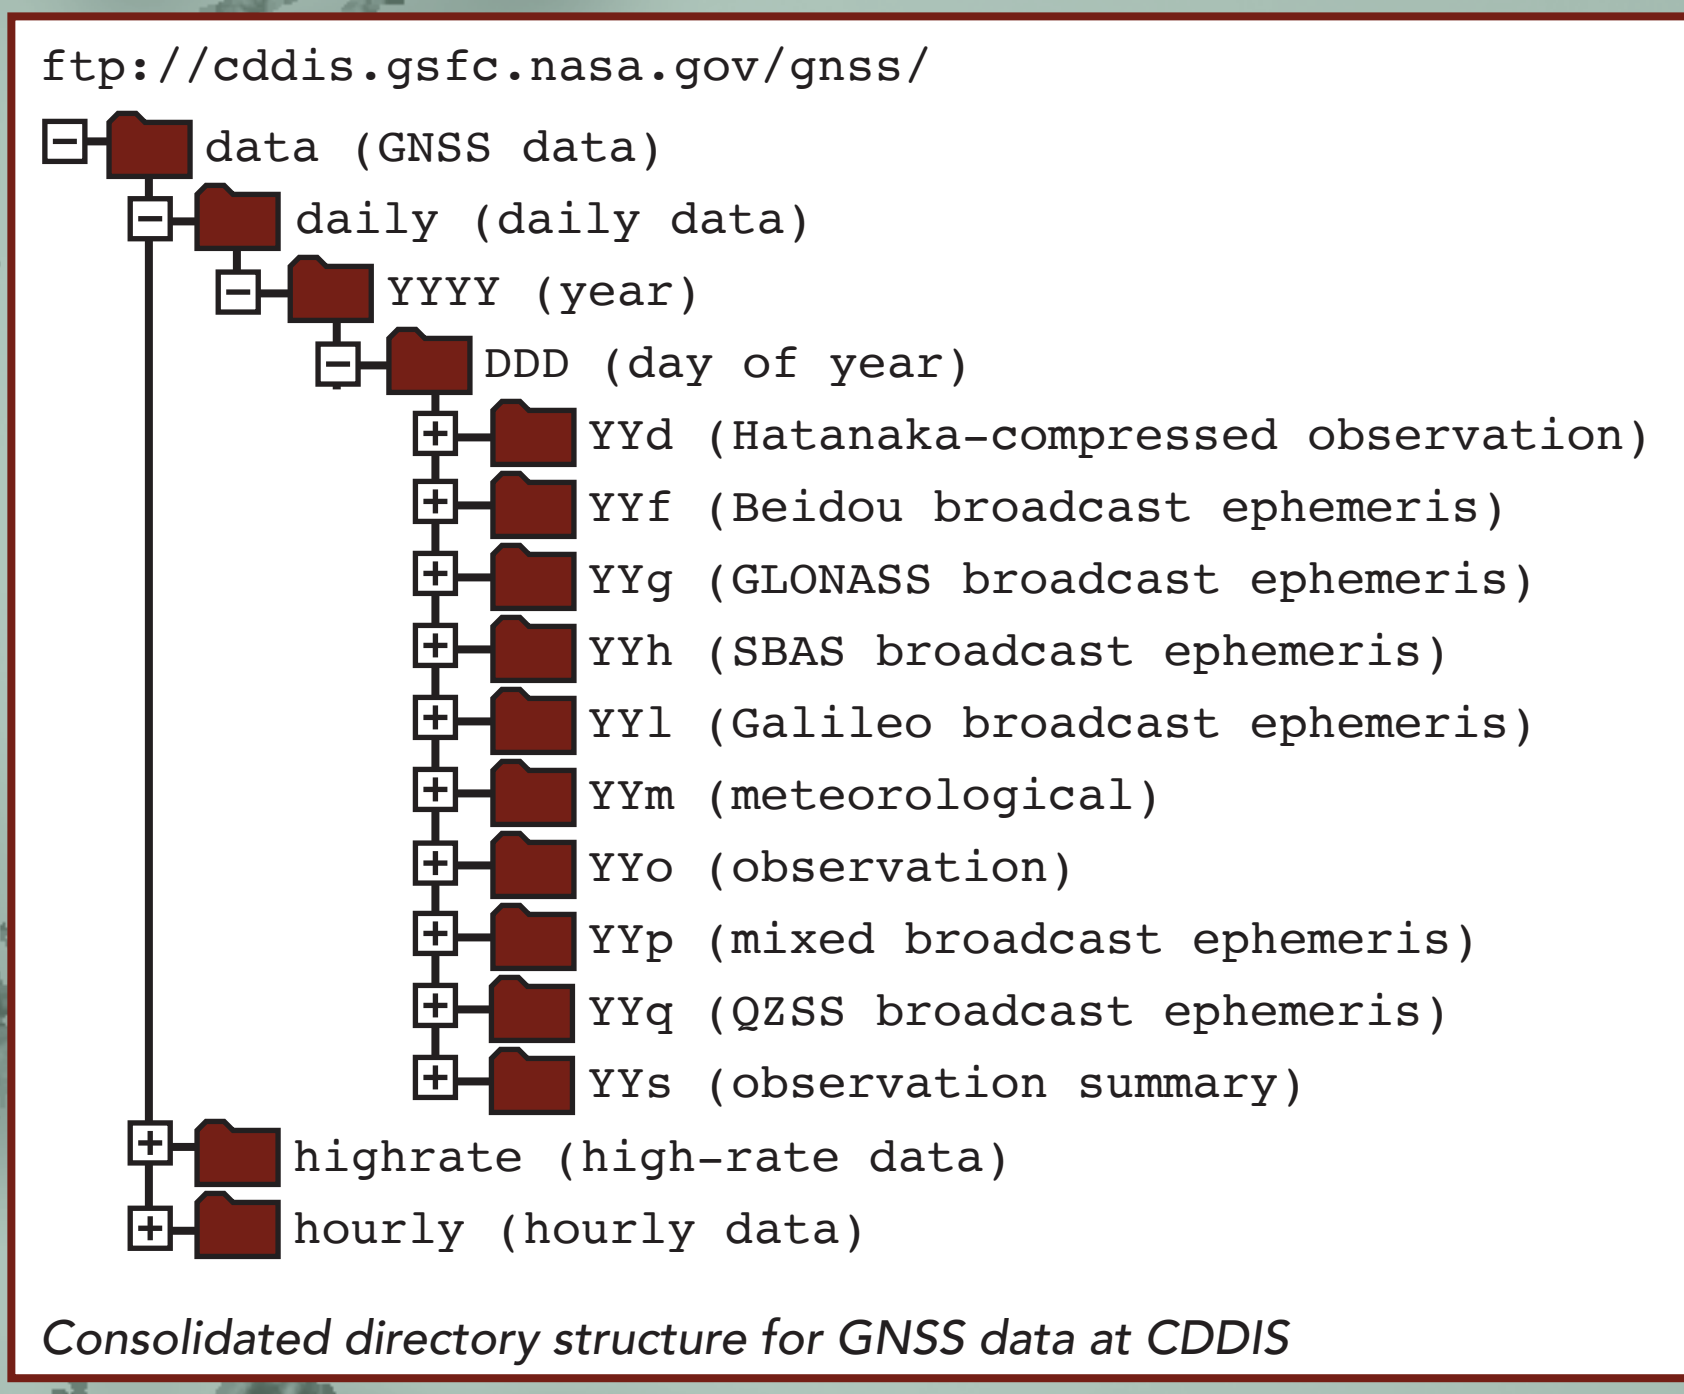 ftp://cddis.gsfc.nasa.gov/gnss/
data (GNSS data)
daily (daily data)
YYYY (year)
DDD (day of year)
YYd (Hatanaka-compressed observation)
YYf (Beidou broadcast ephemeris)
YYg (GLONASS broadcast ephemeris)
YYh (SBAS broadcast ephemeris)
YYl (Galileo broadcast ephemeris)
YYm (meteorological)
YYo (observation)
YYp (mixed broadcast ephemeris)
YYq (QZSS broadcast ephemeris)
YYs (observation summary)
highrate (high-rate data)
hourly (hourly data)
Consolidated directory structure for GNSS data at CDDIS